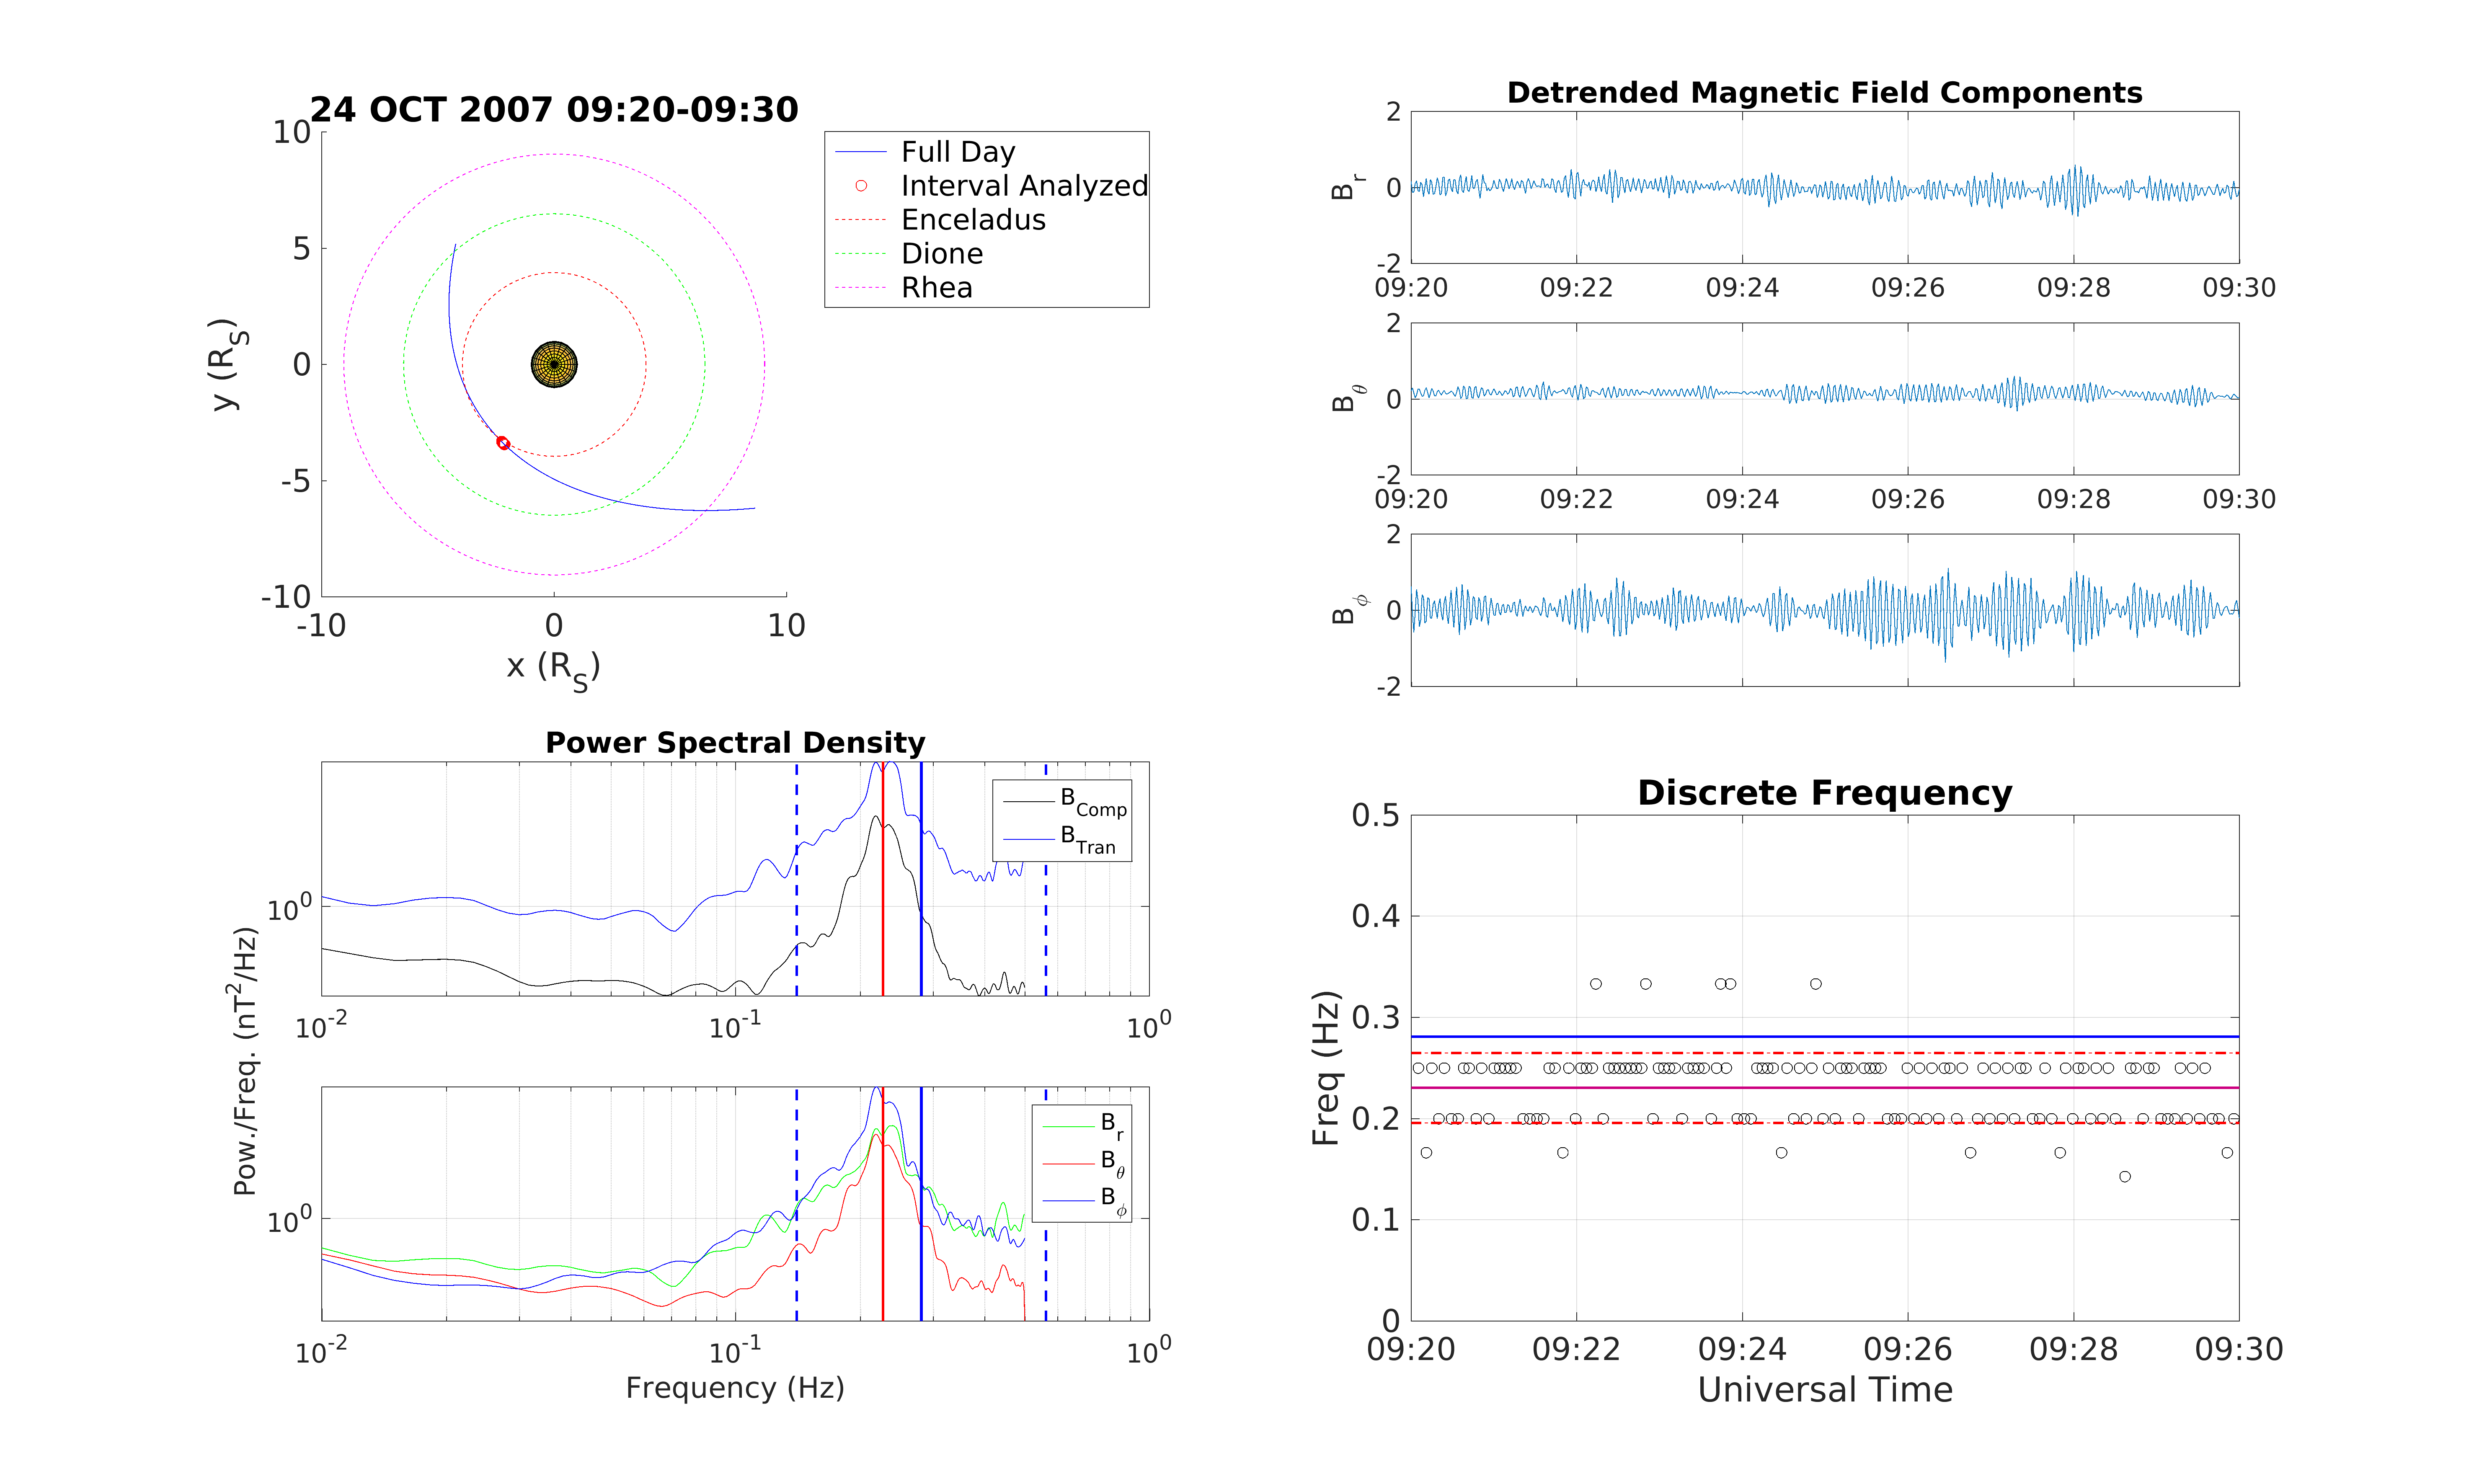 24 OCT 2007 09:20-09:30
10
5
0
-5
-10
-10 0 10
y (R_S)
x (R_S)
Full Day
Interval Analyzed
Enceladus
Dione
Rhea
Detrended Magnetic Field Components
2
0
-2
B_r
09:20 09:22 09:24 09:26 09:28 09:30
2
0
-2
B_θ
09:20 09:22 09:24 09:26 09:28 09:30
2
0
-2
B_ϕ
Power Spectral Density
10^0
B_Comp
B_Tran
10^-2 10^-1 10^0
Pow./Freq. (nT^2/Hz)
10^0
B_r
B_θ
B_ϕ
10^-2 10^-1 10^0
Frequency (Hz)
Discrete Frequency
0.5
0.4
0.3
0.2
0.1
0
Freq (Hz)
09:20 09:22 09:24 09:26 09:28 09:30
Universal Time